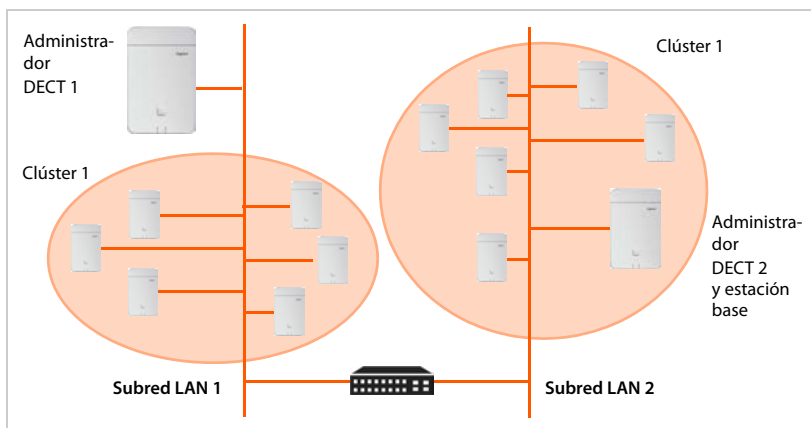 Administra-
dor
DECT 1
Clúster 1
Clúster 1
Administra-
dor
DECT 2
y estación
base
Subred LAN 1
Subred LAN 2